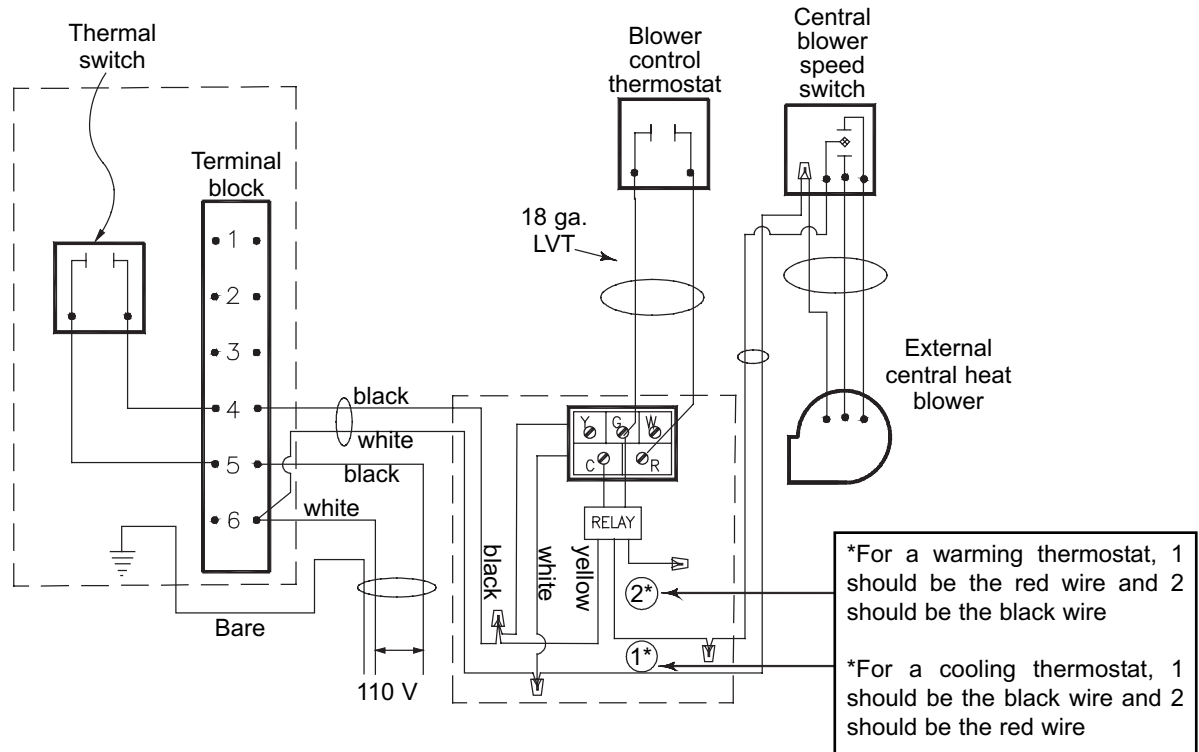 Thermal
switch
Terminal
block
1
2
3
4
5
6
Blower
control
thermostat
Central
blower
speed
switch
18 ga.
LVT
External
central heat
blower
black
white
black
white
Bare
110 V
Y
G
W
C
R
RELAY
black
white
yellow
2*
1*
*For a warming thermostat, 1
should be the red wire and 2
should be the black wire
*For a cooling thermostat, 1
should be the black wire and 2
should be the red wire